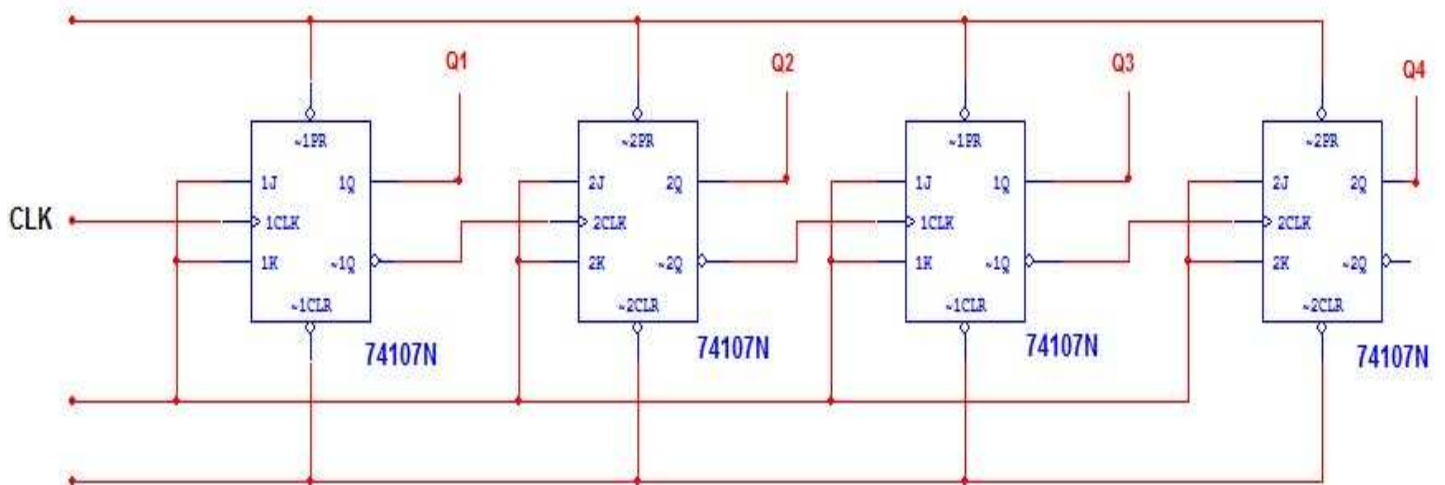 Q1
Q2
Q3
Q4
~1PR
~2PR
~1PR
~2PR
1J 1Q
2J 2Q
1J 1Q
2J 2Q
CLK
1CLK
2CLK
1CLK
2CLK
1K ~1Q
2K ~2Q
1K ~1Q
2K ~2Q
~1CLR
~2CLR
~1CLR
~2CLR
74107N
74107N
74107N
74107N